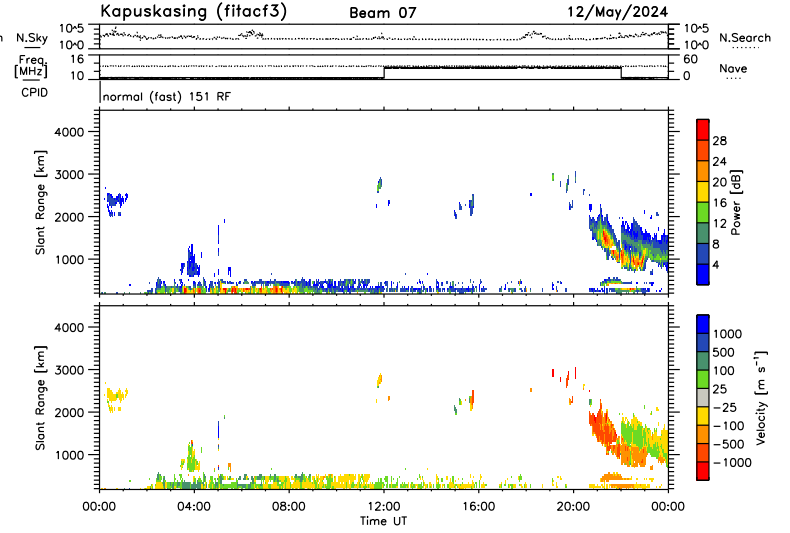 Kapuskasing (fitacf3) Beam 07 12/May/2024
N.Sky 10^5 10^0 10^5 10^0 N.Search
Freq. [MHz] 16 10 60 0 Nave
CPID normal (fast) 151 RF
Slant Range [km] 4000 3000 2000 1000
28 24 20 16 12 8 4 Power [dB]
Slant Range [km] 4000 3000 2000 1000
1000 500 100 25 −25 −100 −500 −1000 Velocity [m s⁻¹]
00:00 04:00 08:00 12:00 16:00 20:00 00:00
Time UT